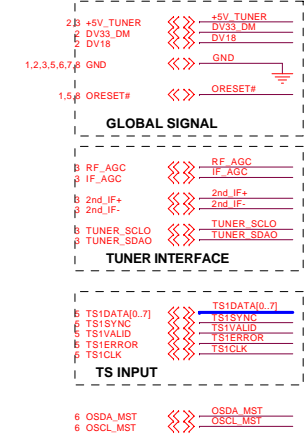 2,3 +5V_TUNER +5V_TUNER
2 DV33_DM DV33_DM
2 DV18 DV18
1,2,3,5,6,7,8 GND GND
1,5,8 ORESET# ORESET#
GLOBAL SIGNAL
3 RF_AGC RF_AGC
3 IF_AGC IF_AGC
3 2nd_IF+ 2nd_IF+
3 2nd_IF- 2nd_IF-
3 TUNER_SCLO TUNER_SCLO
3 TUNER_SDAO TUNER_SDAO
TUNER INTERFACE
5 TS1DATA[0..7] TS1DATA[0..7]
5 TS1SYNC TS1SYNC
5 TS1VALID TS1VALID
5 TS1ERROR TS1ERROR
5 TS1CLK TS1CLK
TS INPUT
6 OSDA_MST OSDA_MST
6 OSCL_MST OSCL_MST